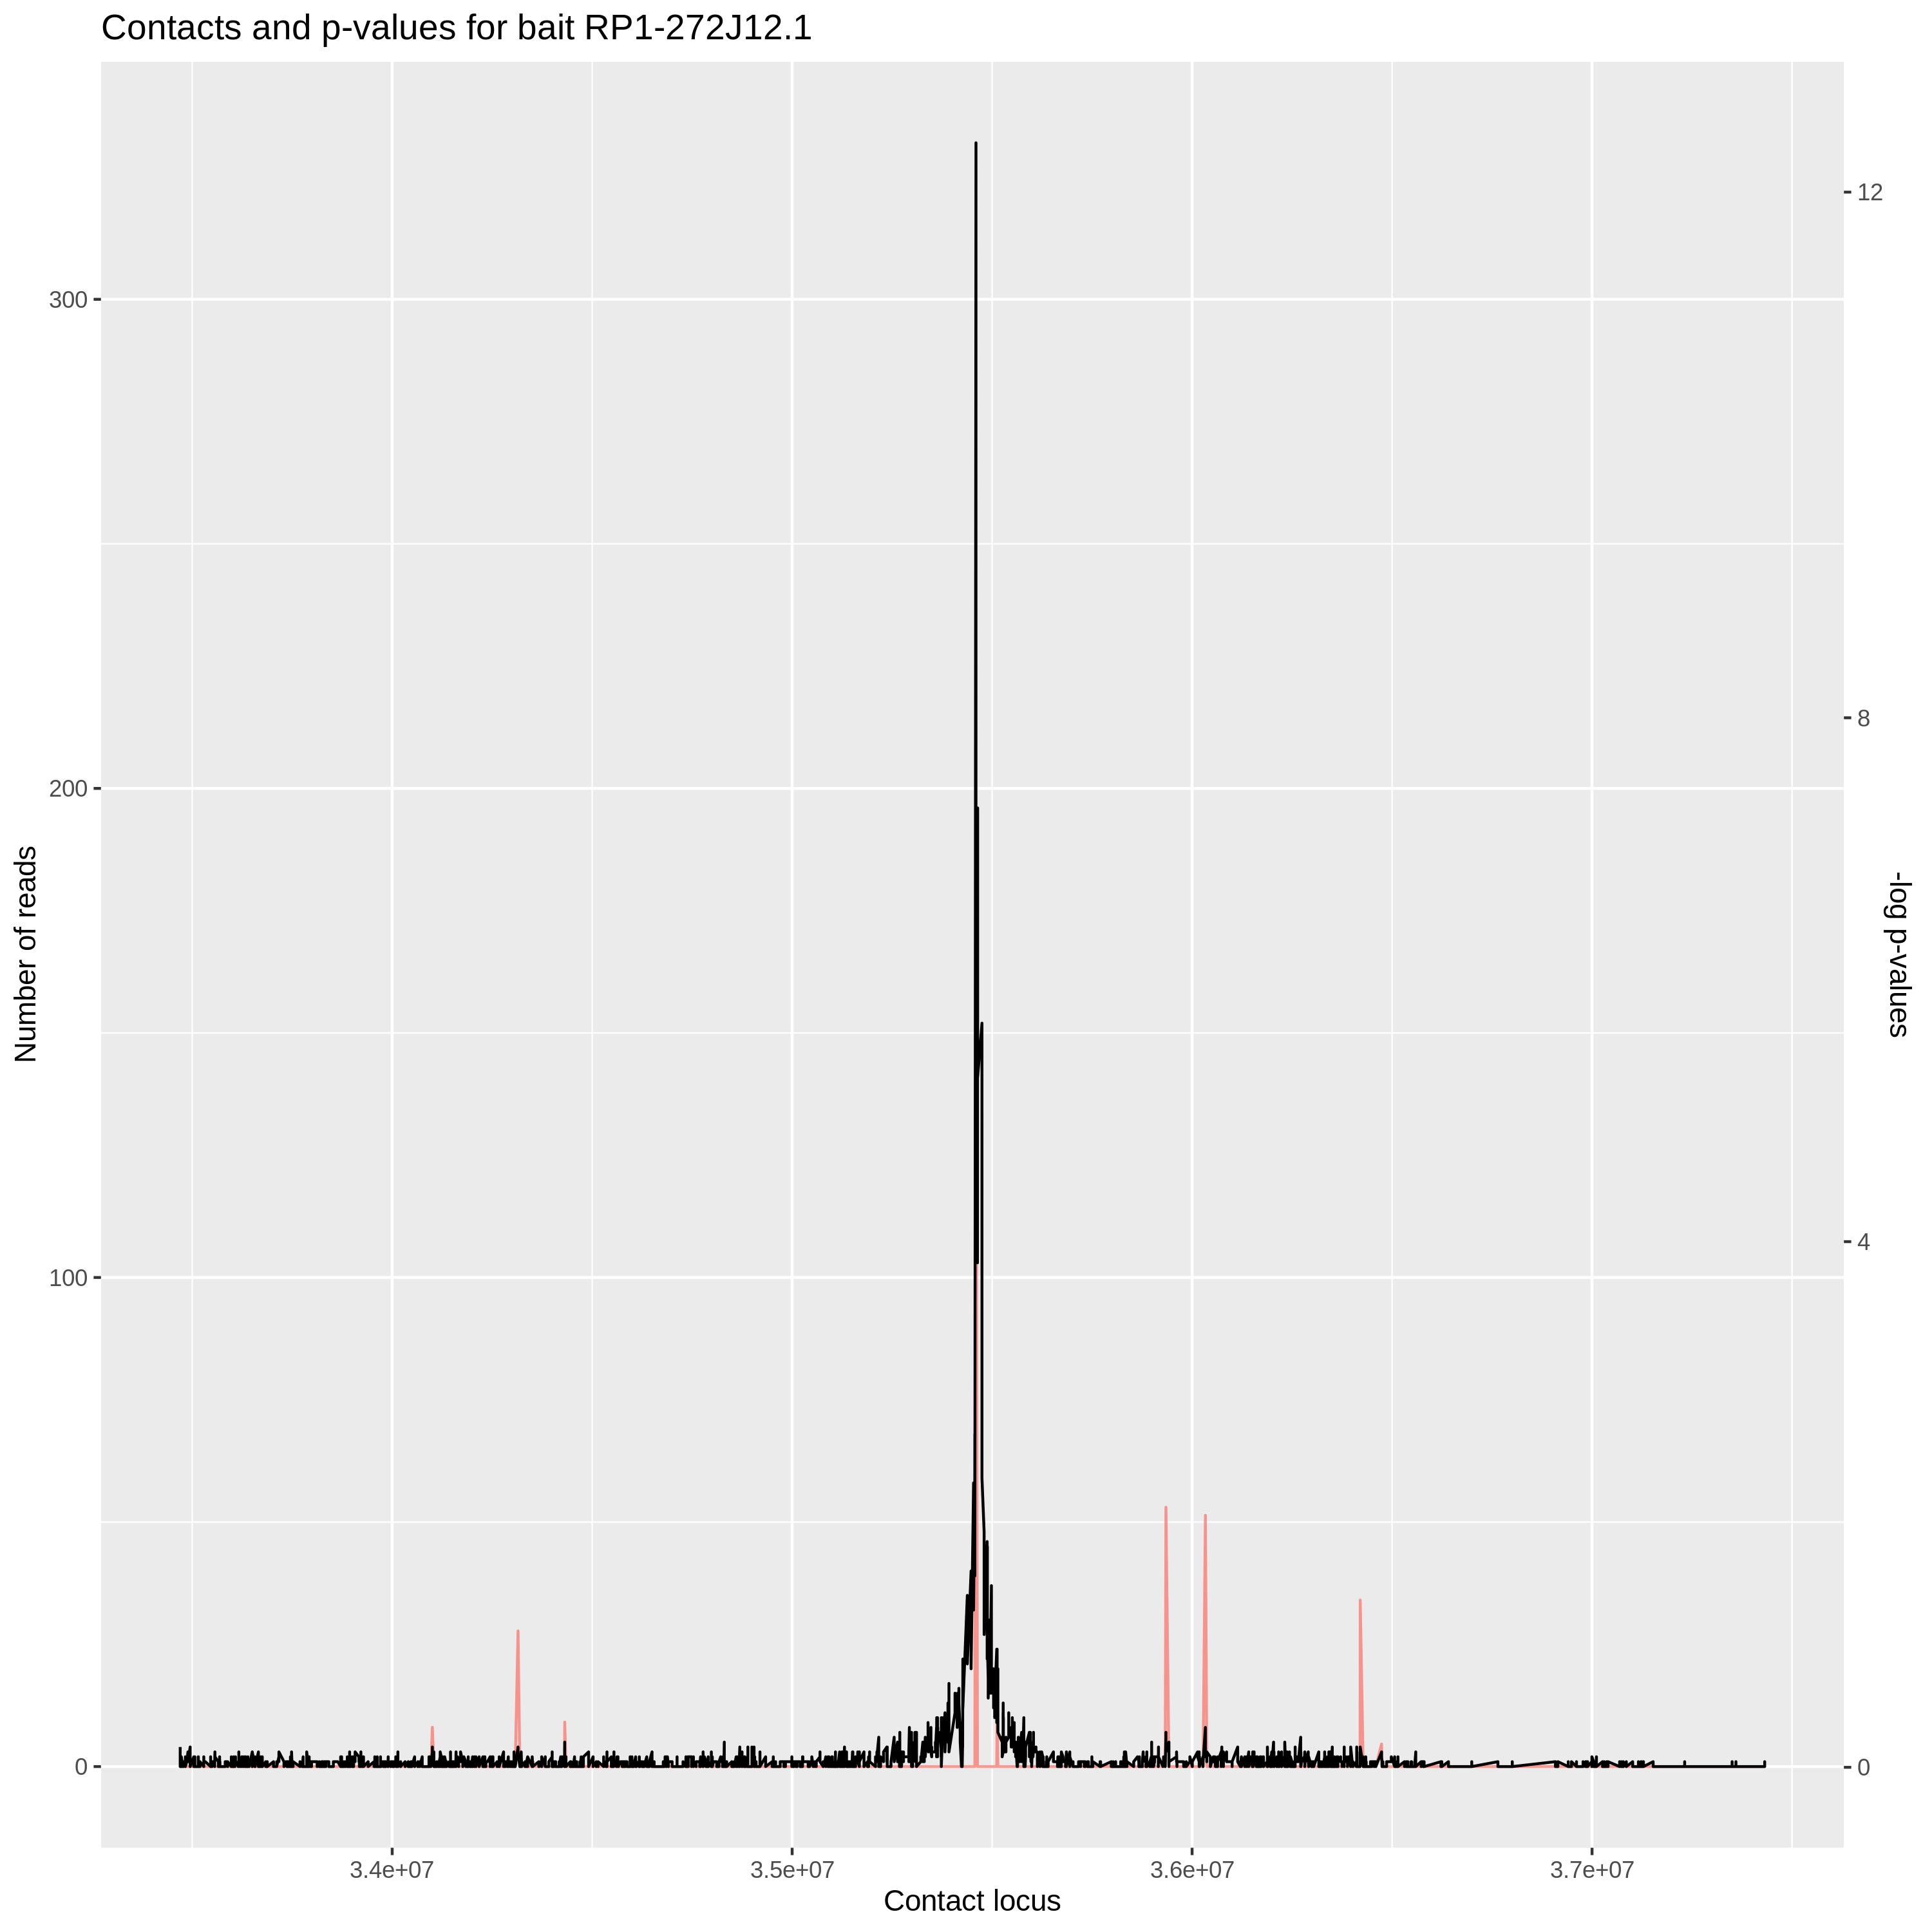 Contacts and p-values for bait RP1-272J12.1
300
200
100
0
Number of reads
12
8
4
0
-log p-values
3.4e+07
3.5e+07
3.6e+07
3.7e+07
Contact locus